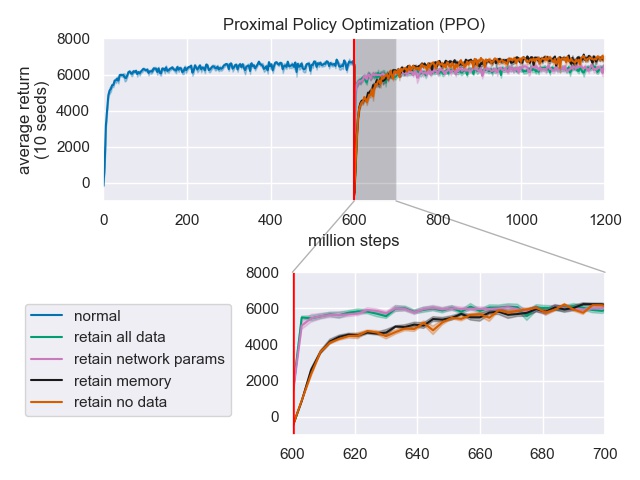 Proximal Policy Optimization (PPO)
average return
(10 seeds)
8000
6000
4000
2000
0
0 200 400 600 800 1000 1200
million steps
8000
6000
4000
2000
0
600 620 640 660 680 700
normal
retain all data
retain network params
retain memory
retain no data